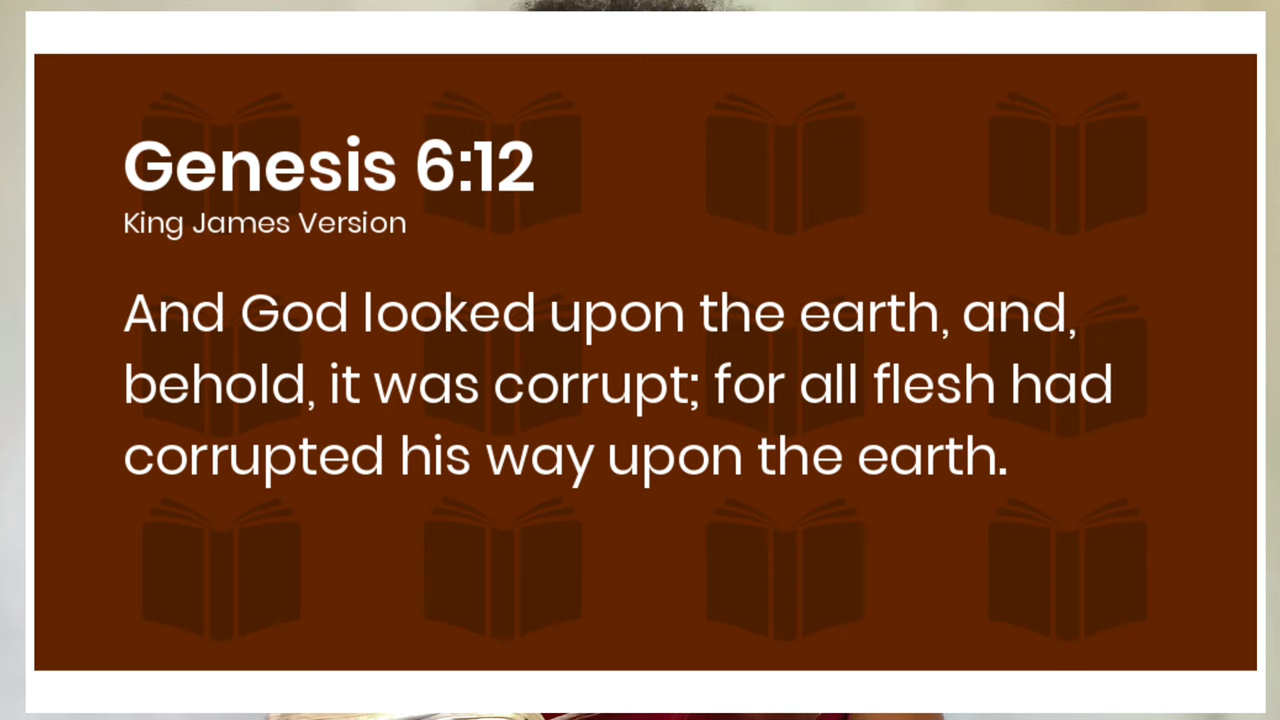 Genesis 6:12
King James Version
And God looked upon the earth, and,
behold, it was corrupt; for all flesh had
corrupted his way upon the earth.